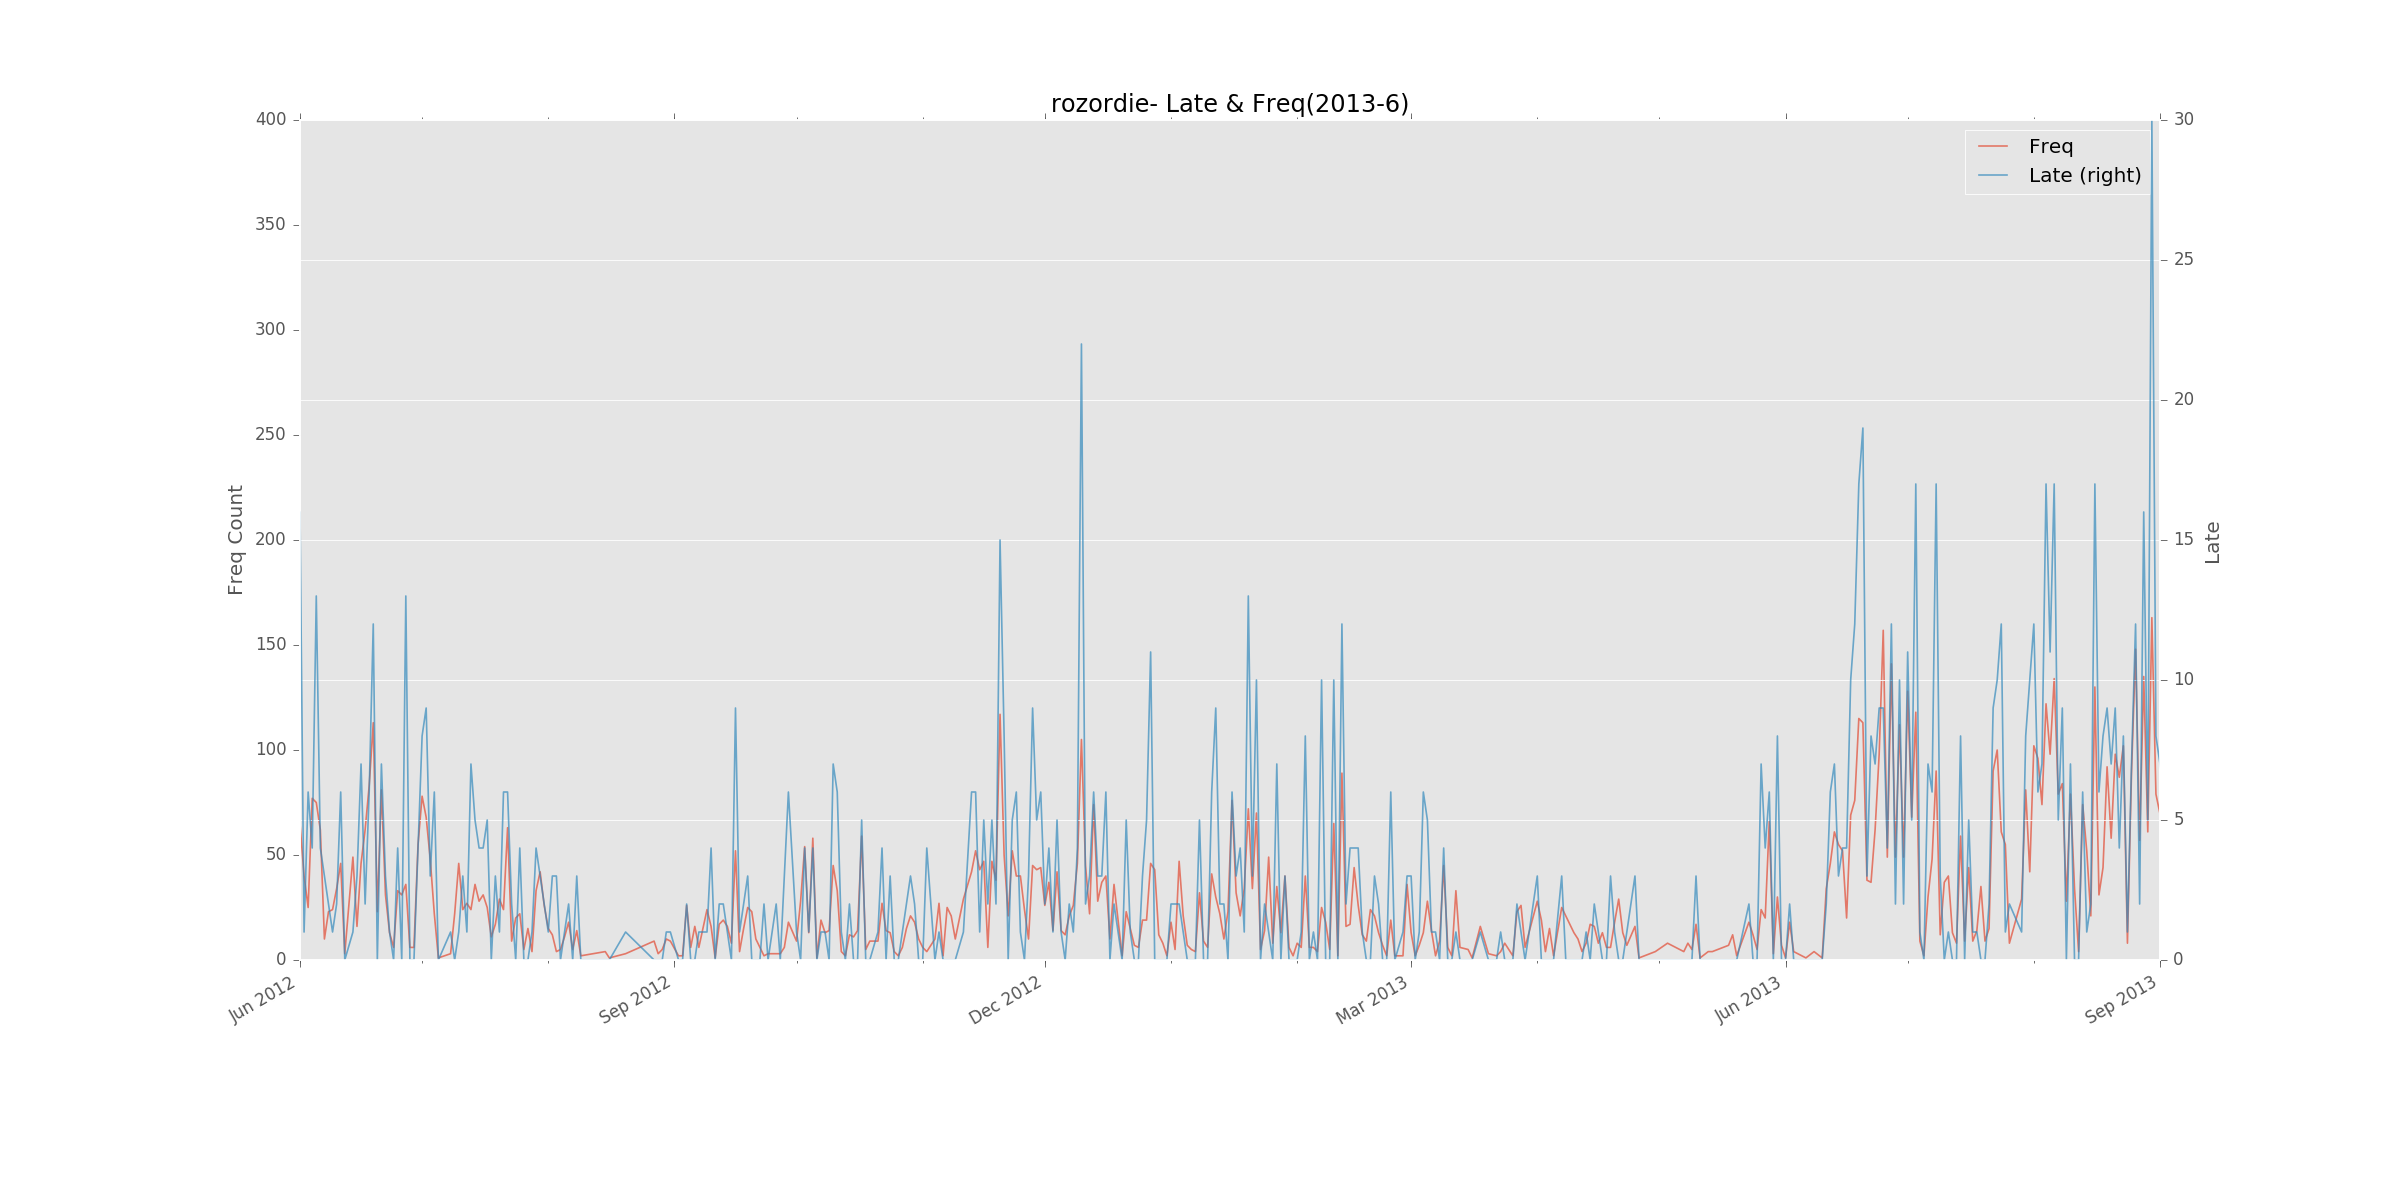 rozordie- Late & Freq(2013-6)
Freq
Late (right)
400
350
300
250
200
150
100
50
0
Freq Count
30
25
20
15
10
5
0
Late
Jun 2012
Sep 2012
Dec 2012
Mar 2013
Jun 2013
Sep 2013